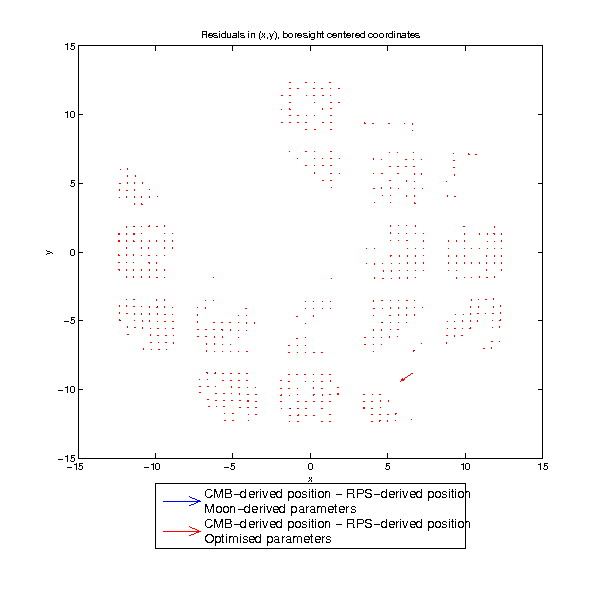 Residuals in (x,y), boresight centered coordinates
15
10
5
0
−5
−10
−15
y
−15
−10
−5
0
5
10
15
x
CMB−derived position − RPS−derived position
Moon−derived parameters
CMB−derived position − RPS−derived position
Optimised parameters